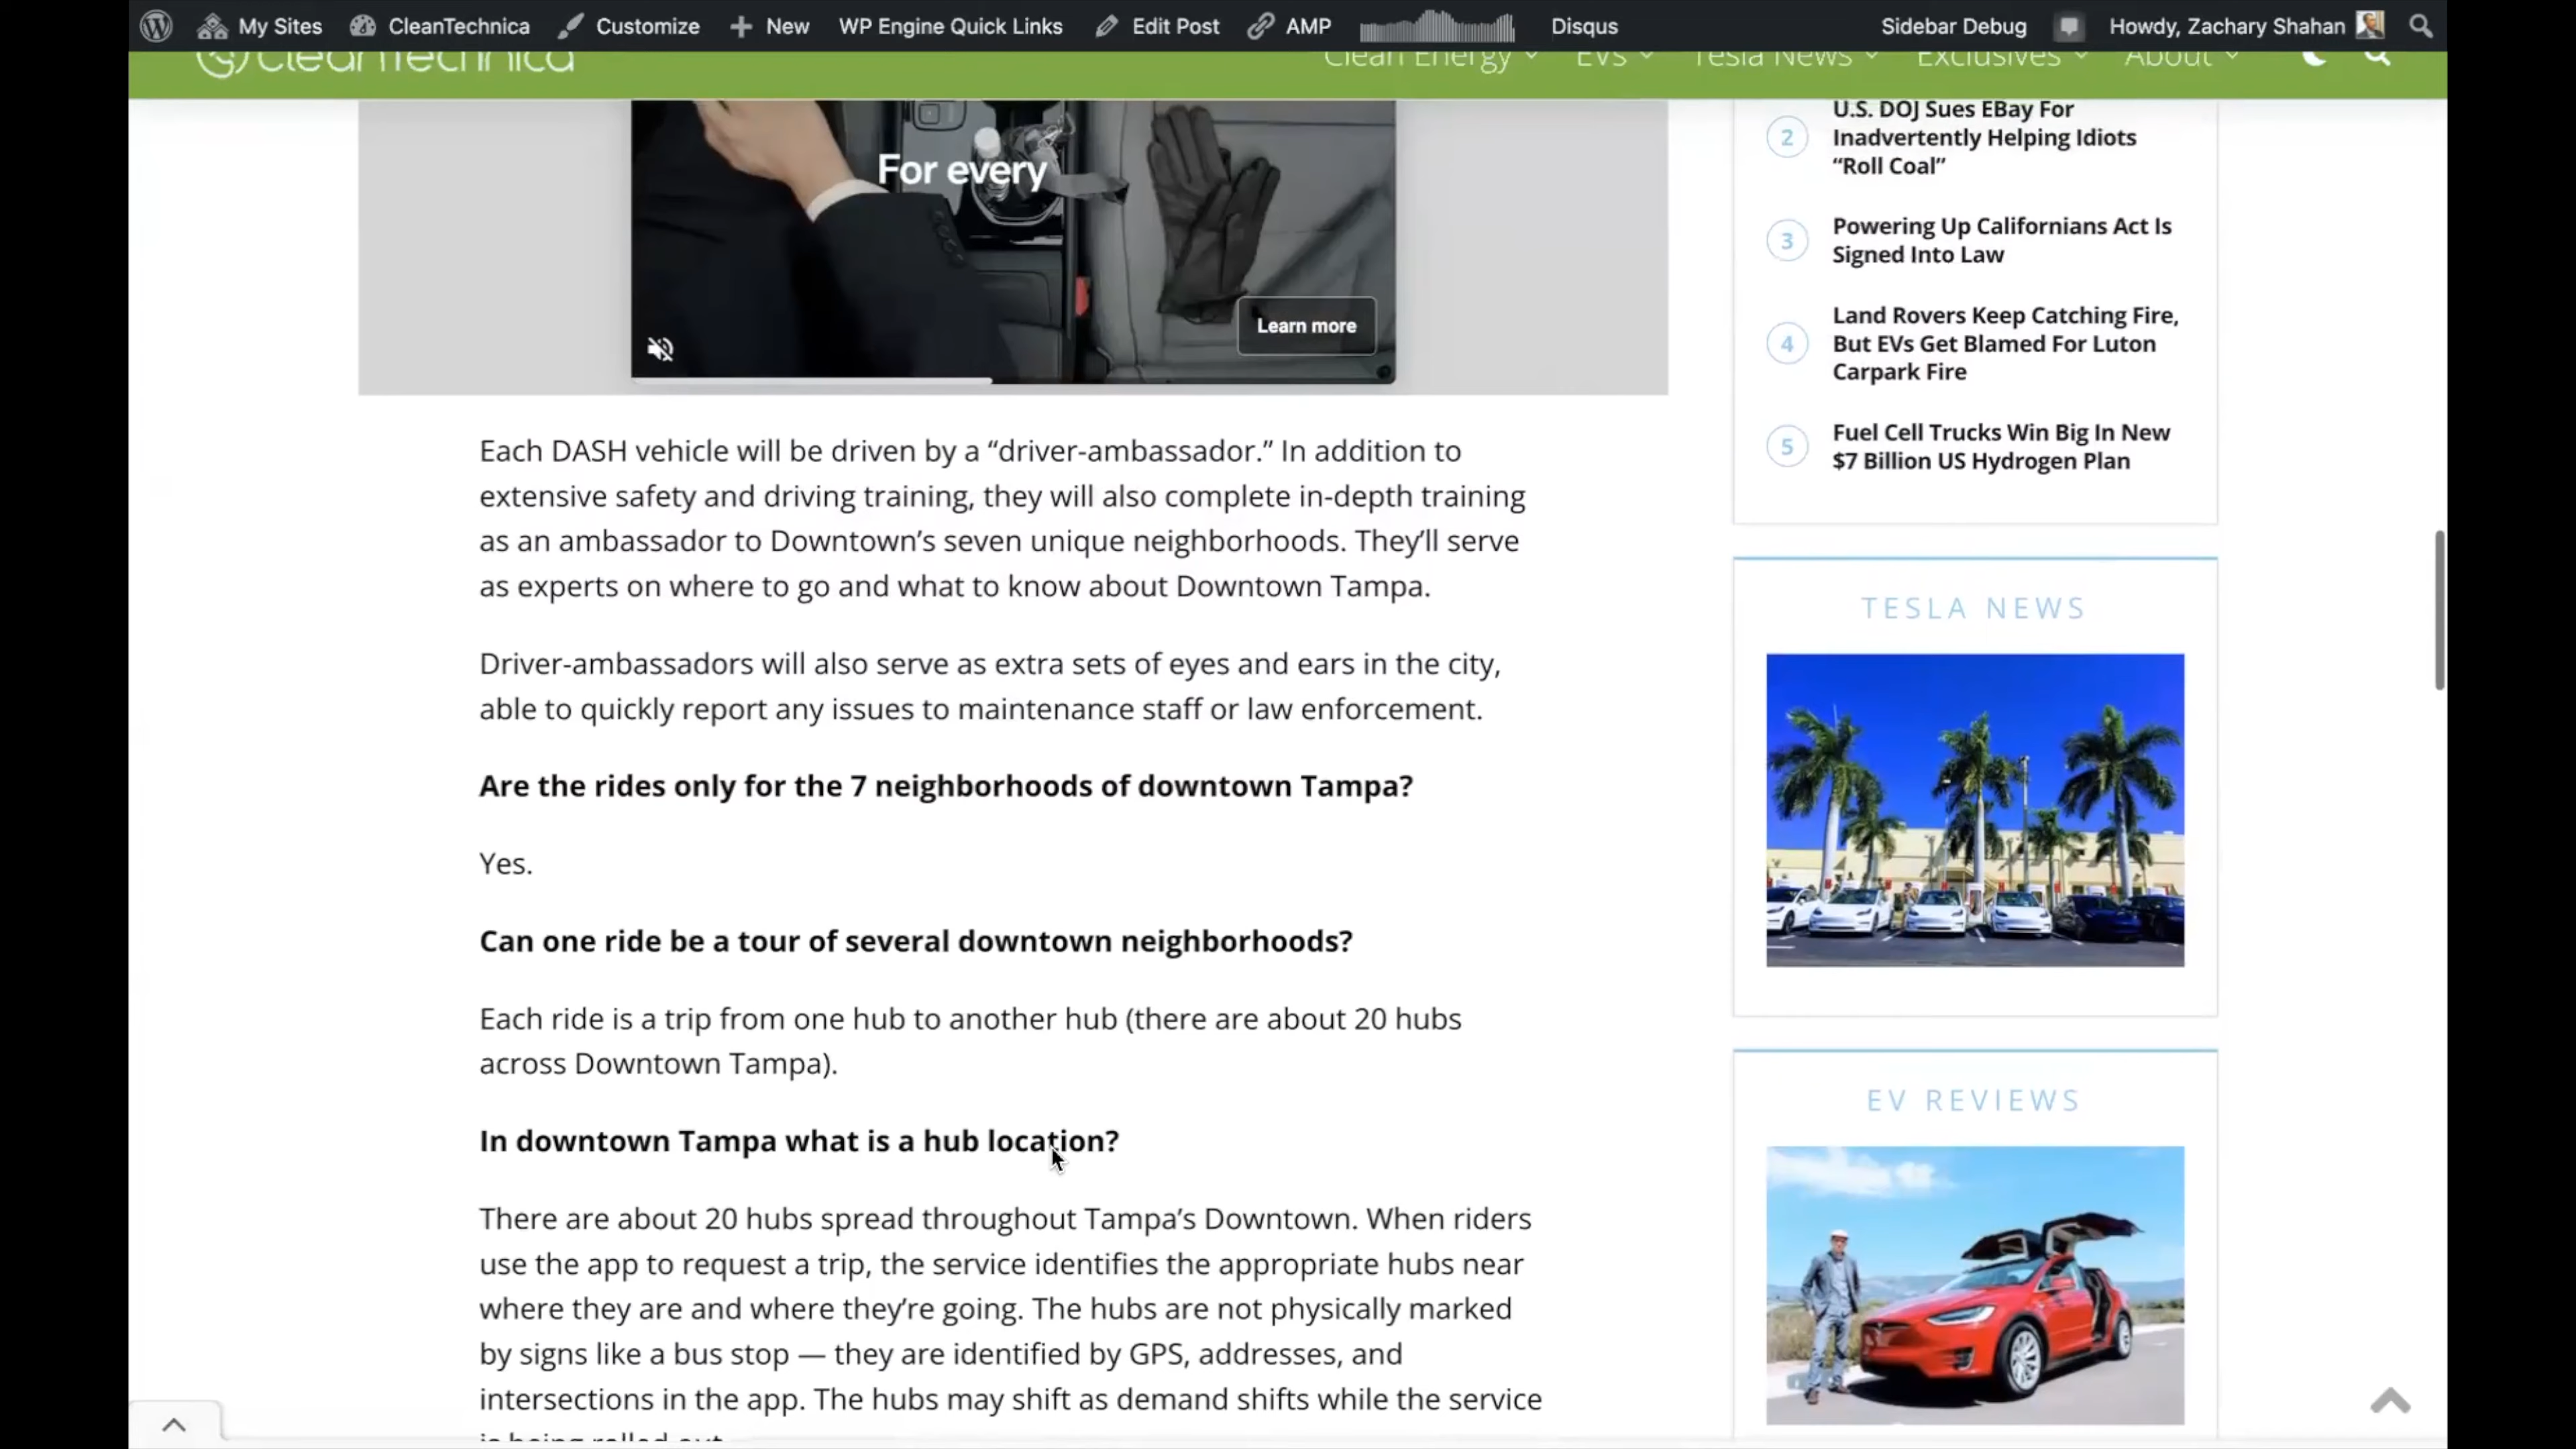 My Sites
CleanTechnica
Customize
New
WP Engine Quick Links
Edit Post
AMP
Disqus
Sidebar Debug
Howdy, Zachary Shahan
CleanTechnica
Clean Energy
EVs
Tesla News
Exclusives
About
For every
Learn more
Each DASH vehicle will be driven by a “driver-ambassador.” In addition to
extensive safety and driving training, they will also complete in-depth training
as an ambassador to Downtown’s seven unique neighborhoods. They’ll serve
as experts on where to go and what to know about Downtown Tampa.
Driver-ambassadors will also serve as extra sets of eyes and ears in the city,
able to quickly report any issues to maintenance staff or law enforcement.
Are the rides only for the 7 neighborhoods of downtown Tampa?
Yes.
Can one ride be a tour of several downtown neighborhoods?
Each ride is a trip from one hub to another hub (there are about 20 hubs
across Downtown Tampa).
In downtown Tampa what is a hub location?
There are about 20 hubs spread throughout Tampa’s Downtown. When riders
use the app to request a trip, the service identifies the appropriate hubs near
where they are and where they’re going. The hubs are not physically marked
by signs like a bus stop — they are identified by GPS, addresses, and
intersections in the app. The hubs may shift as demand shifts while the service
is being rolled out
2
U.S. DOJ Sues EBay For
Inadvertently Helping Idiots
“Roll Coal”
3
Powering Up Californians Act Is
Signed Into Law
4
Land Rovers Keep Catching Fire,
But EVs Get Blamed For Luton
Carpark Fire
5
Fuel Cell Trucks Win Big In New
$7 Billion US Hydrogen Plan
TESLA NEWS
EV REVIEWS